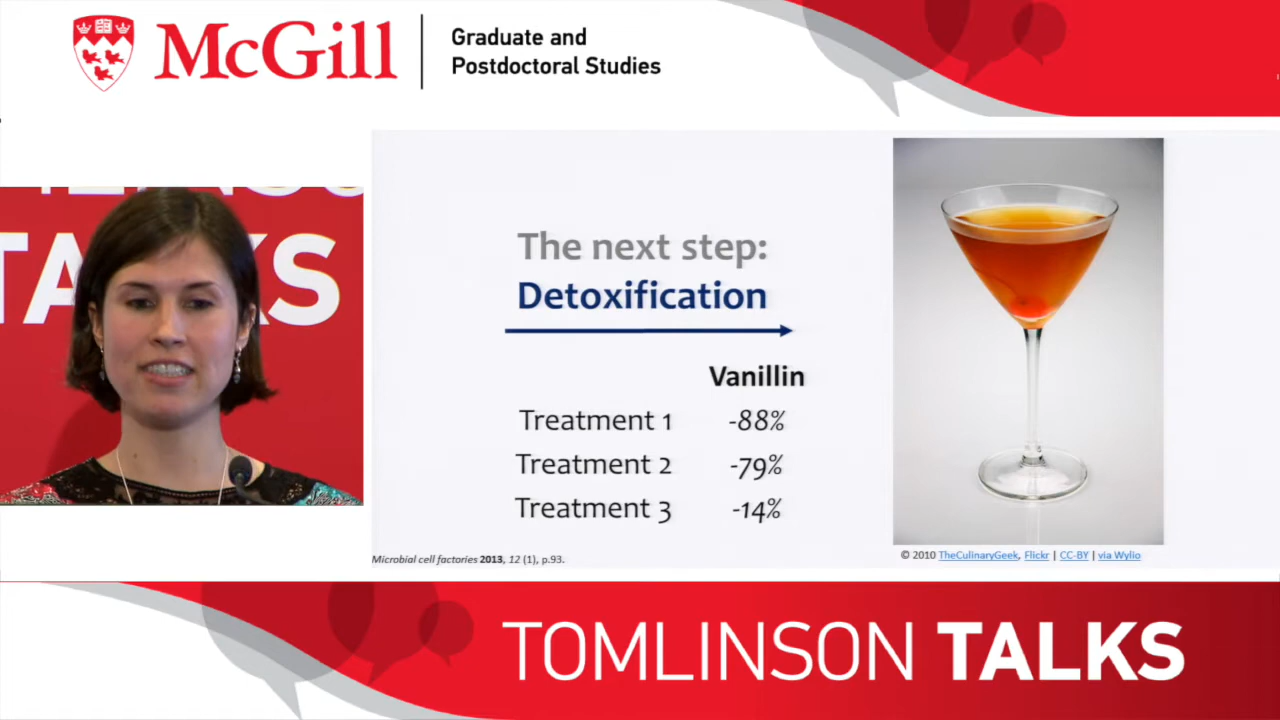 McGill
Graduate and
Postdoctoral Studies
TALKS
The next step:
Detoxification
Vanillin
Treatment 1 -88%
Treatment 2 -79%
Treatment 3 -14%
Microbial cell factories 2013, 12 (1), p.93.
© 2010 TheCulinaryGeek, Flickr | CC-BY | via Wylio
TOMLINSON TALKS